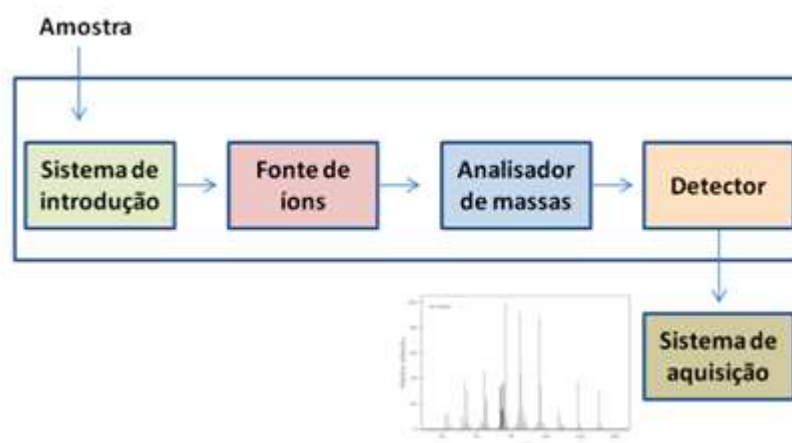 Amostra
Sistema de
introdução
Fonte de
íons
Analisador
de massas
Detector
Sistema de
aquisição